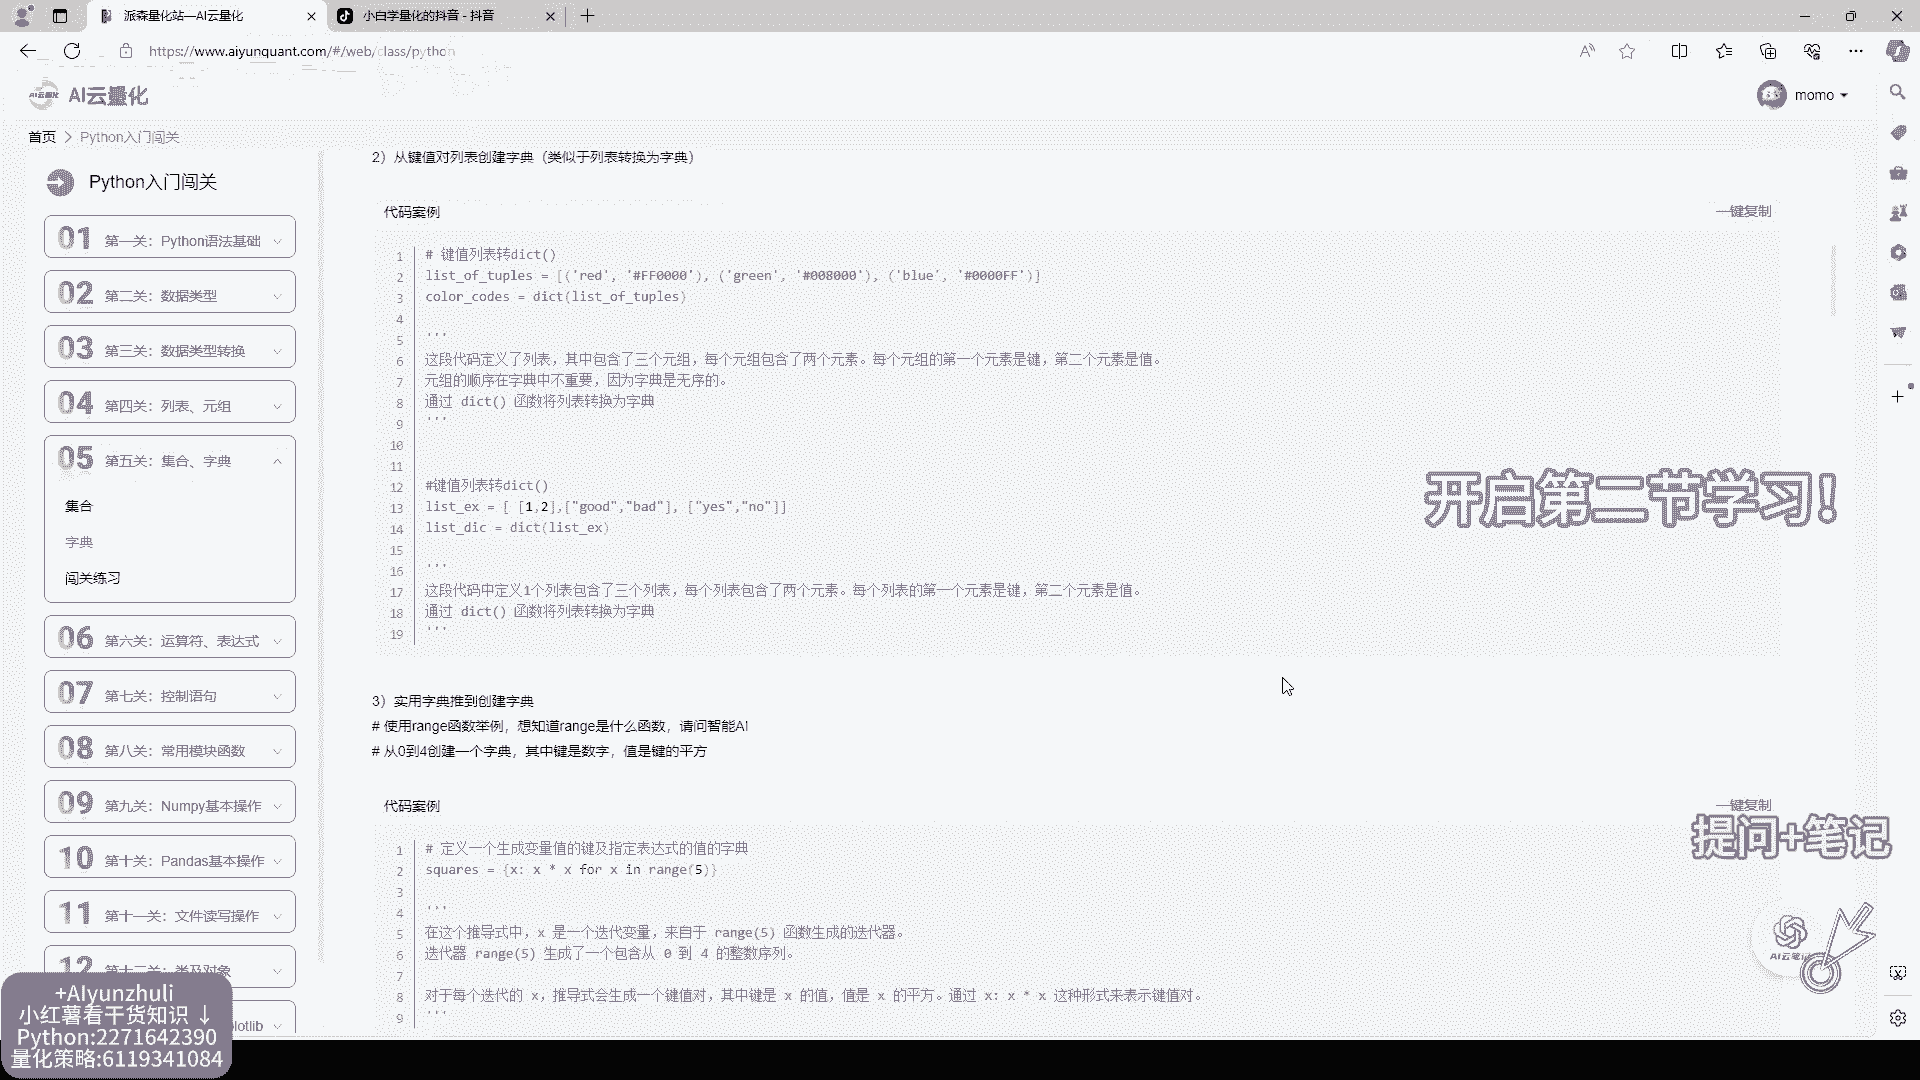 派森量化站—AI云量化
小白学量化的抖音 - 抖音
https://www.aiyunquant.com/#/web/class/python
AI云量化
momo
首页 > Python入门闯关
Python入门闯关
01 第一关：Python语法基础
02 第二关：数据类型
03 第三关：数据类型转换
04 第四关：列表、元组
05 第五关：集合、字典
集合
字典
闯关练习
06 第六关：运算符、表达式
07 第七关：控制语句
08 第八关：常用模块函数
09 第九关：Numpy基本操作
10 第十关：Pandas基本操作
11 第十一关：文件读写操作
12 第十二关：类及对象
plotlib
2）从键值对列表创建字典（类似于列表转换为字典）
代码案例
一键复制
1 # 键值列表转dict()
2 list_of_tuples = [('red', '#FF0000'), ('green', '#008000'), ('blue', '#0000FF')]
3 color_codes = dict(list_of_tuples)
4
5 '''
6 这段代码定义了列表，其中包含了三个元组，每个元组包含了两个元素。每个元组的第一个元素是键，第二个元素是值。
7 元组的顺序在字典中不重要，因为字典是无序的。
8 通过 dict() 函数将列表转换为字典
9 '''
10
11
12 #键值列表转dict()
13 list_ex = [ [1,2],["good","bad"], ["yes","no"]]
14 list_dic = dict(list_ex)
15
16 '''
17 这段代码中定义1个列表包含了三个列表，每个列表包含了两个元素。每个列表的第一个元素是键，第二个元素是值。
18 通过 dict() 函数将列表转换为字典
19 '''
3）实用字典推到创建字典
# 使用range函数举例，想知道range是什么函数，请问智能AI
# 从0到4创建一个字典，其中键是数字，值是键的平方
代码案例
一键复制
1 # 定义一个生成变量值的键及指定表达式的值的字典
2 squares = {x: x * x for x in range(5)}
3
4 '''
5 在这个推导式中，x 是一个迭代变量，来自于 range(5) 函数生成的迭代器。
6 迭代器 range(5) 生成了一个包含从 0 到 4 的整数序列。
7
8 对于每个迭代的 x，推导式会生成一个键值对，其中键是 x 的值，值是 x 的平方。通过 x: x * x 这种形式来表示键值对。
9 '''
开启第二节学习！
提问+笔记
AI云笔记
+AIyunzhuli
小红薯看干货知识 ↓
Python:2271642390
量化策略:6119341084